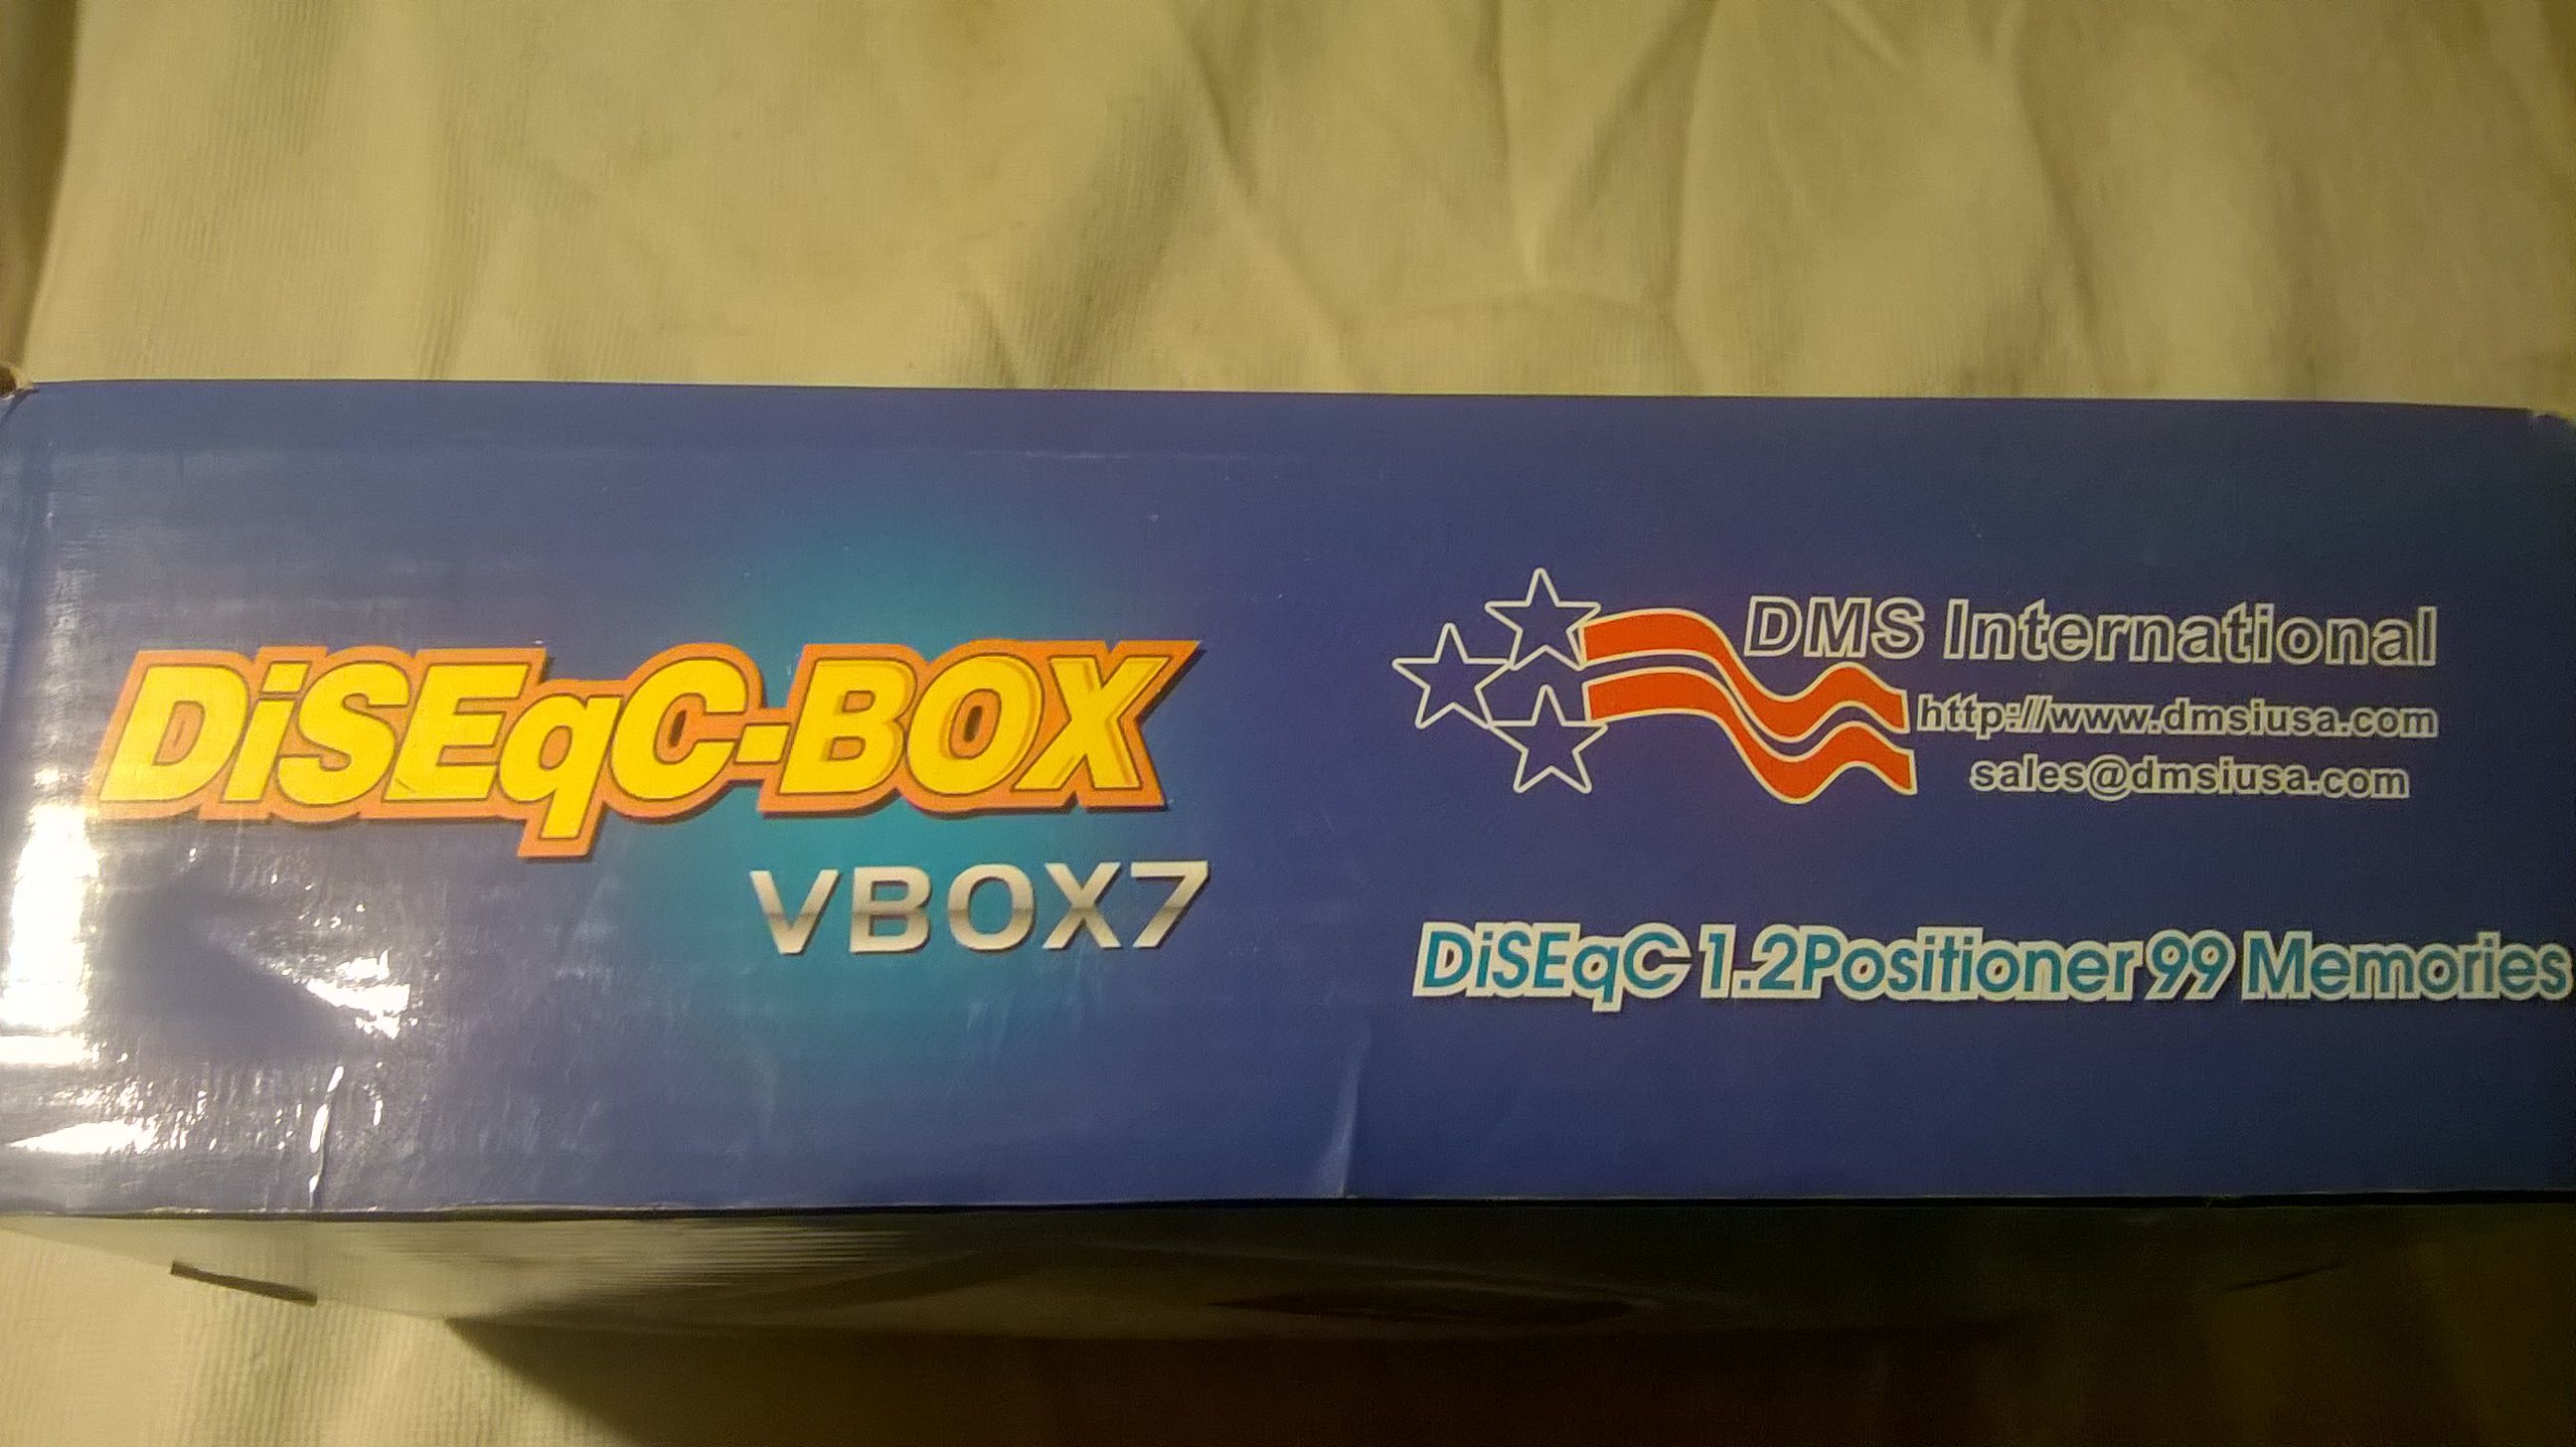 DiSEqC-BOX
VBOX7
DMS International
http://www.dmsiusa.com
sales@dmsiusa.com
DiSEqC 1.2Positioner 99 Memories